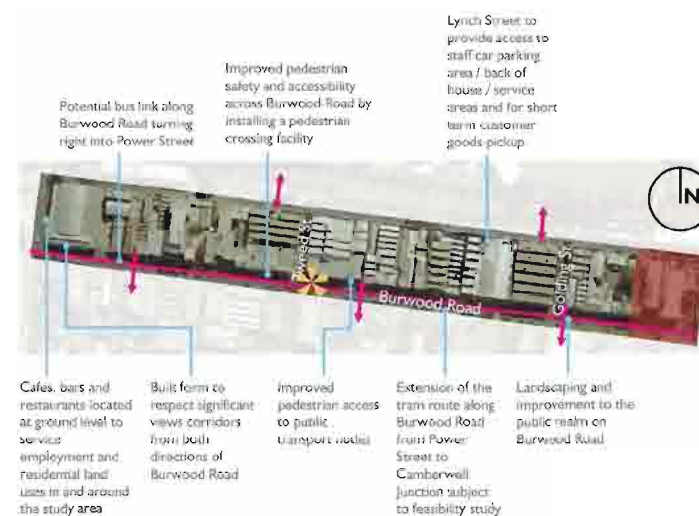 Lynch Street to
provide access to
staff car parking
area / back of
house / service
areas and for short
term customer
goods pickup
Improved pedestrian
safety and accessibility
across Burwood Road by
installing a pedestrian
crossing facility
Potential bus link along
Burwood Road turning
right into Power Street
N
Tweed St
Golding St
Burwood Road
Cafes, bars and
restaurants located
at ground level to
service
employment and
residential land
uses in and around
the study area
Built form to
respect significant
views corridors
from both
directions of
Burwood Road
Improved
pedestrian access
to public
transport nodes
Extension of the
tram route along
Burwood Road
from Power
Street to
Camberwell
Junction subject
to feasibility study
Landscaping and
improvement to the
public realm on
Burwood Road